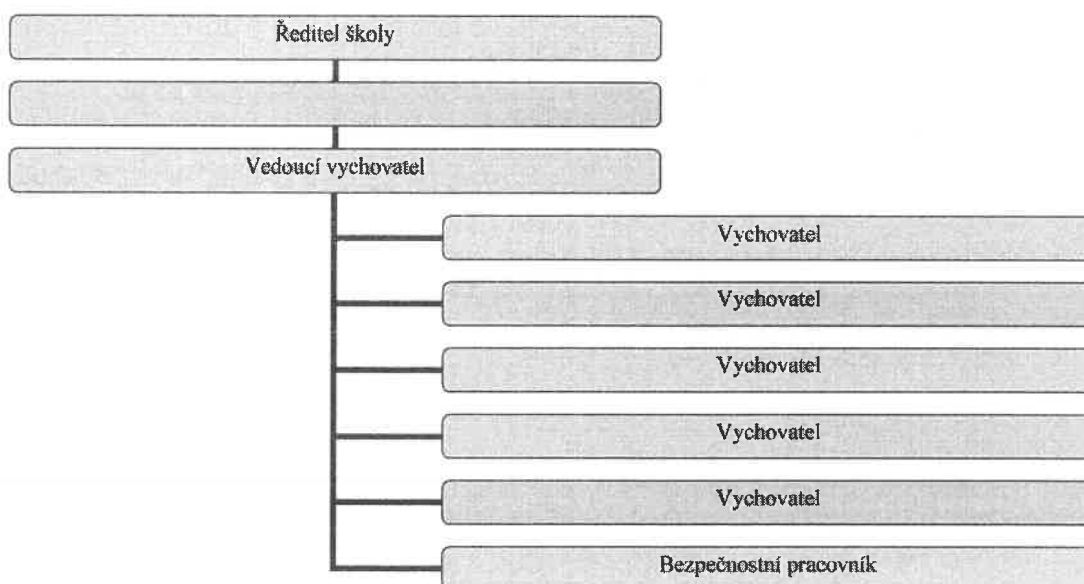 Ředitel školy
Vedoucí vychovatel
Vychovatel
Vychovatel
Vychovatel
Vychovatel
Vychovatel
Bezpečnostní pracovník